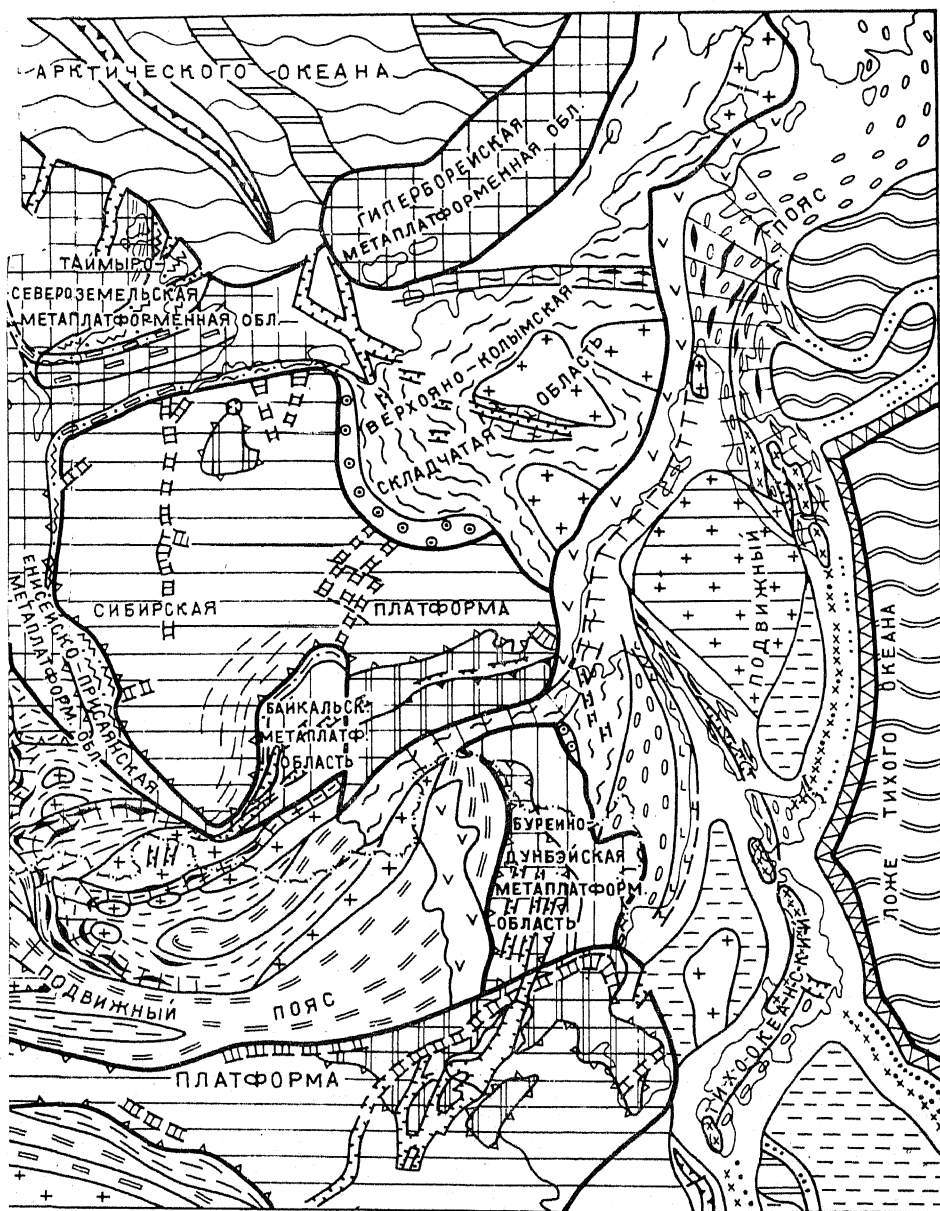 АРКТИЧЕСКОГО ОКЕАНА
ГИПЕРБОРЕЙСКАЯ
МЕТАПЛАТФОРМЕННАЯ ОБЛ.
ПОЯС
ТАЙМЫРО-
СЕВЕРОЗЕМЕЛЬСКАЯ
МЕТАПЛАТФОРМЕННАЯ ОБЛ.
ВЕРХОЯНО-КОЛЫМСКАЯ
СКЛАДЧАТАЯ ОБЛАСТЬ
ПОДВИЖНЫЙ
СИБИРСКАЯ ПЛАТФОРМА
ЕНИСЕЙСКО-ПРИСАЯНСКАЯ
МЕТАПЛАТФОРМ. ОБЛ.
БАЙКАЛЬСК.
МЕТАПЛАТФ.
ОБЛАСТЬ
ЛОЖЕ ТИХОГО ОКЕАНА
БУРЕИНО-
ДУНБЭЙСКАЯ
МЕТАПЛАТФОРМ.
ОБЛАСТЬ
ТИХООКЕАНСКИЙ
ПОДВИЖНЫЙ ПОЯС
ПЛАТФОРМА